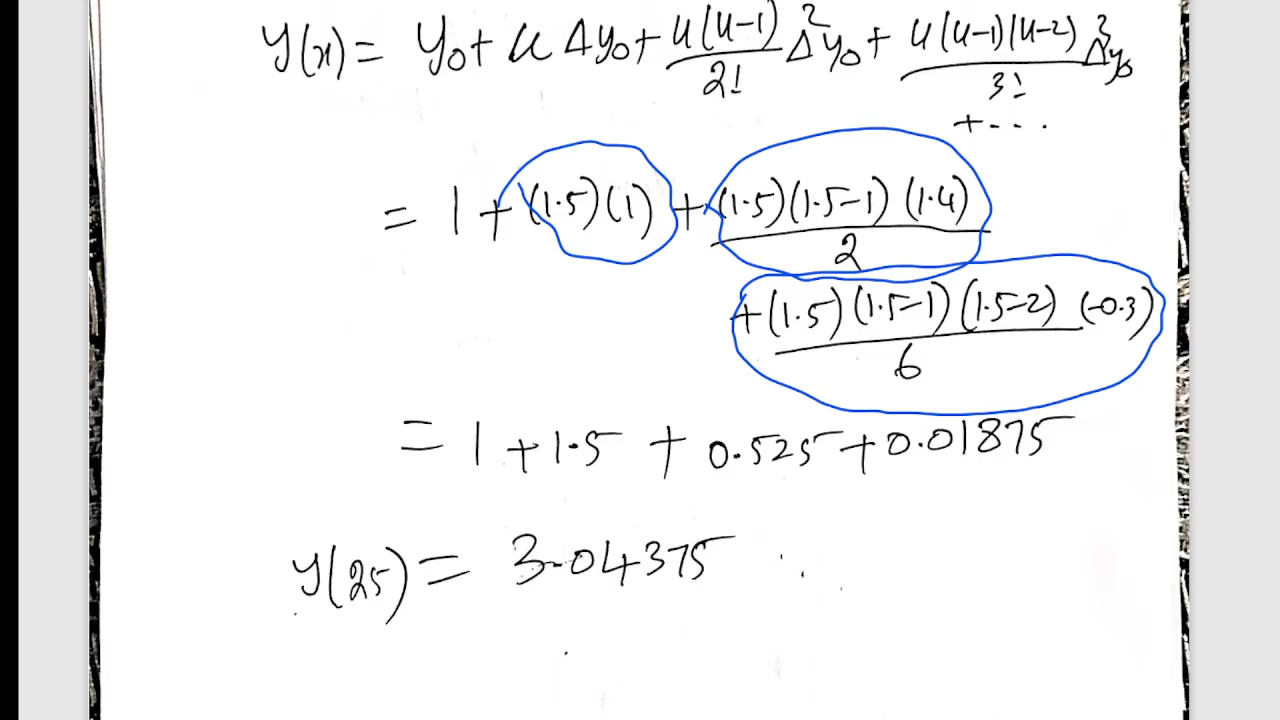 y(x) = y₀ + u Δy₀ + u(u-1)/2! Δ²y₀ + u(u-1)(u-2)/3! Δ³y₀
+ - - - .
= 1 + (1.5)(1) + (1.5)(1.5-1)(1.4)/2
+ (1.5)(1.5-1)(1.5-2)(-0.3)/6
= 1 + 1.5 + 0.525 + 0.01875
y(25) = 3.04375